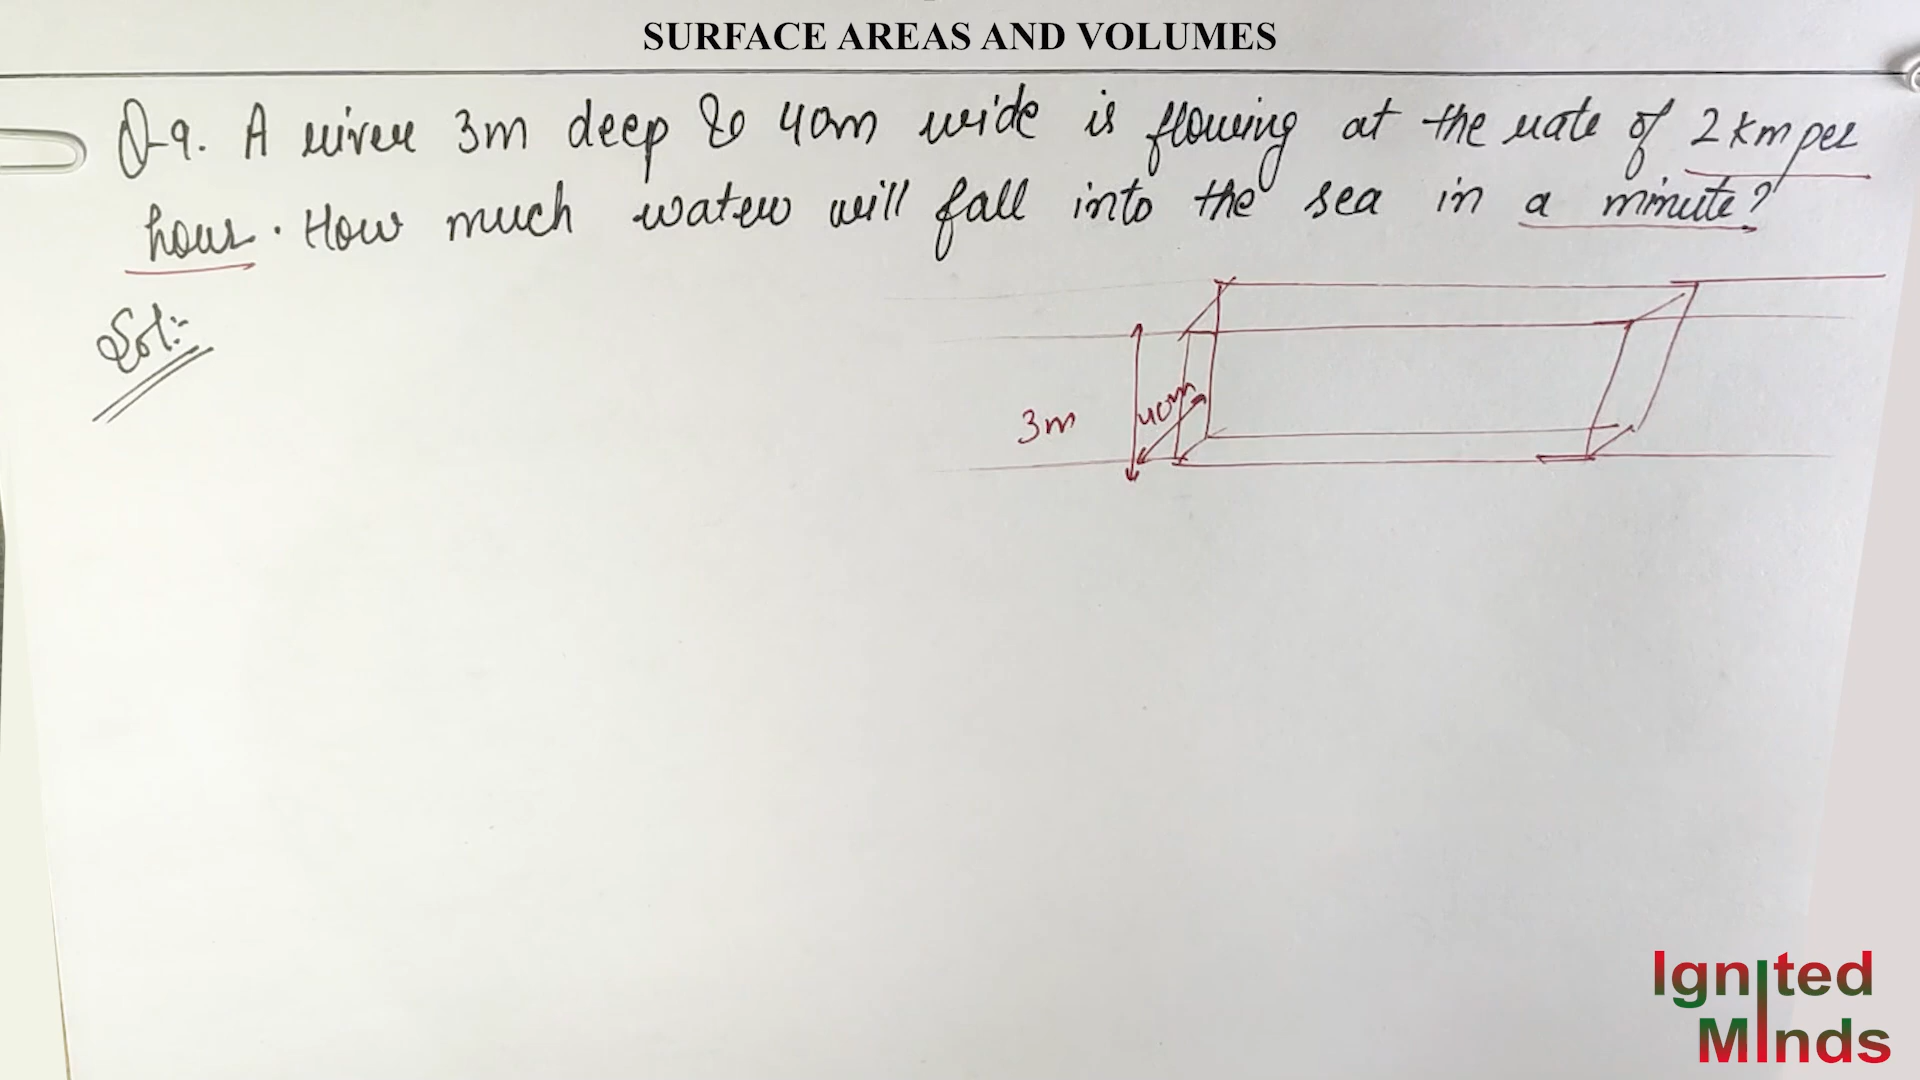 SURFACE AREAS AND VOLUMES
Q-9. A river 3m deep & 40m wide is flowing at the rate of 2 km per
hour. How much water will fall into the sea in a minute?
Sol:-
3m
40m
Ignited
Minds